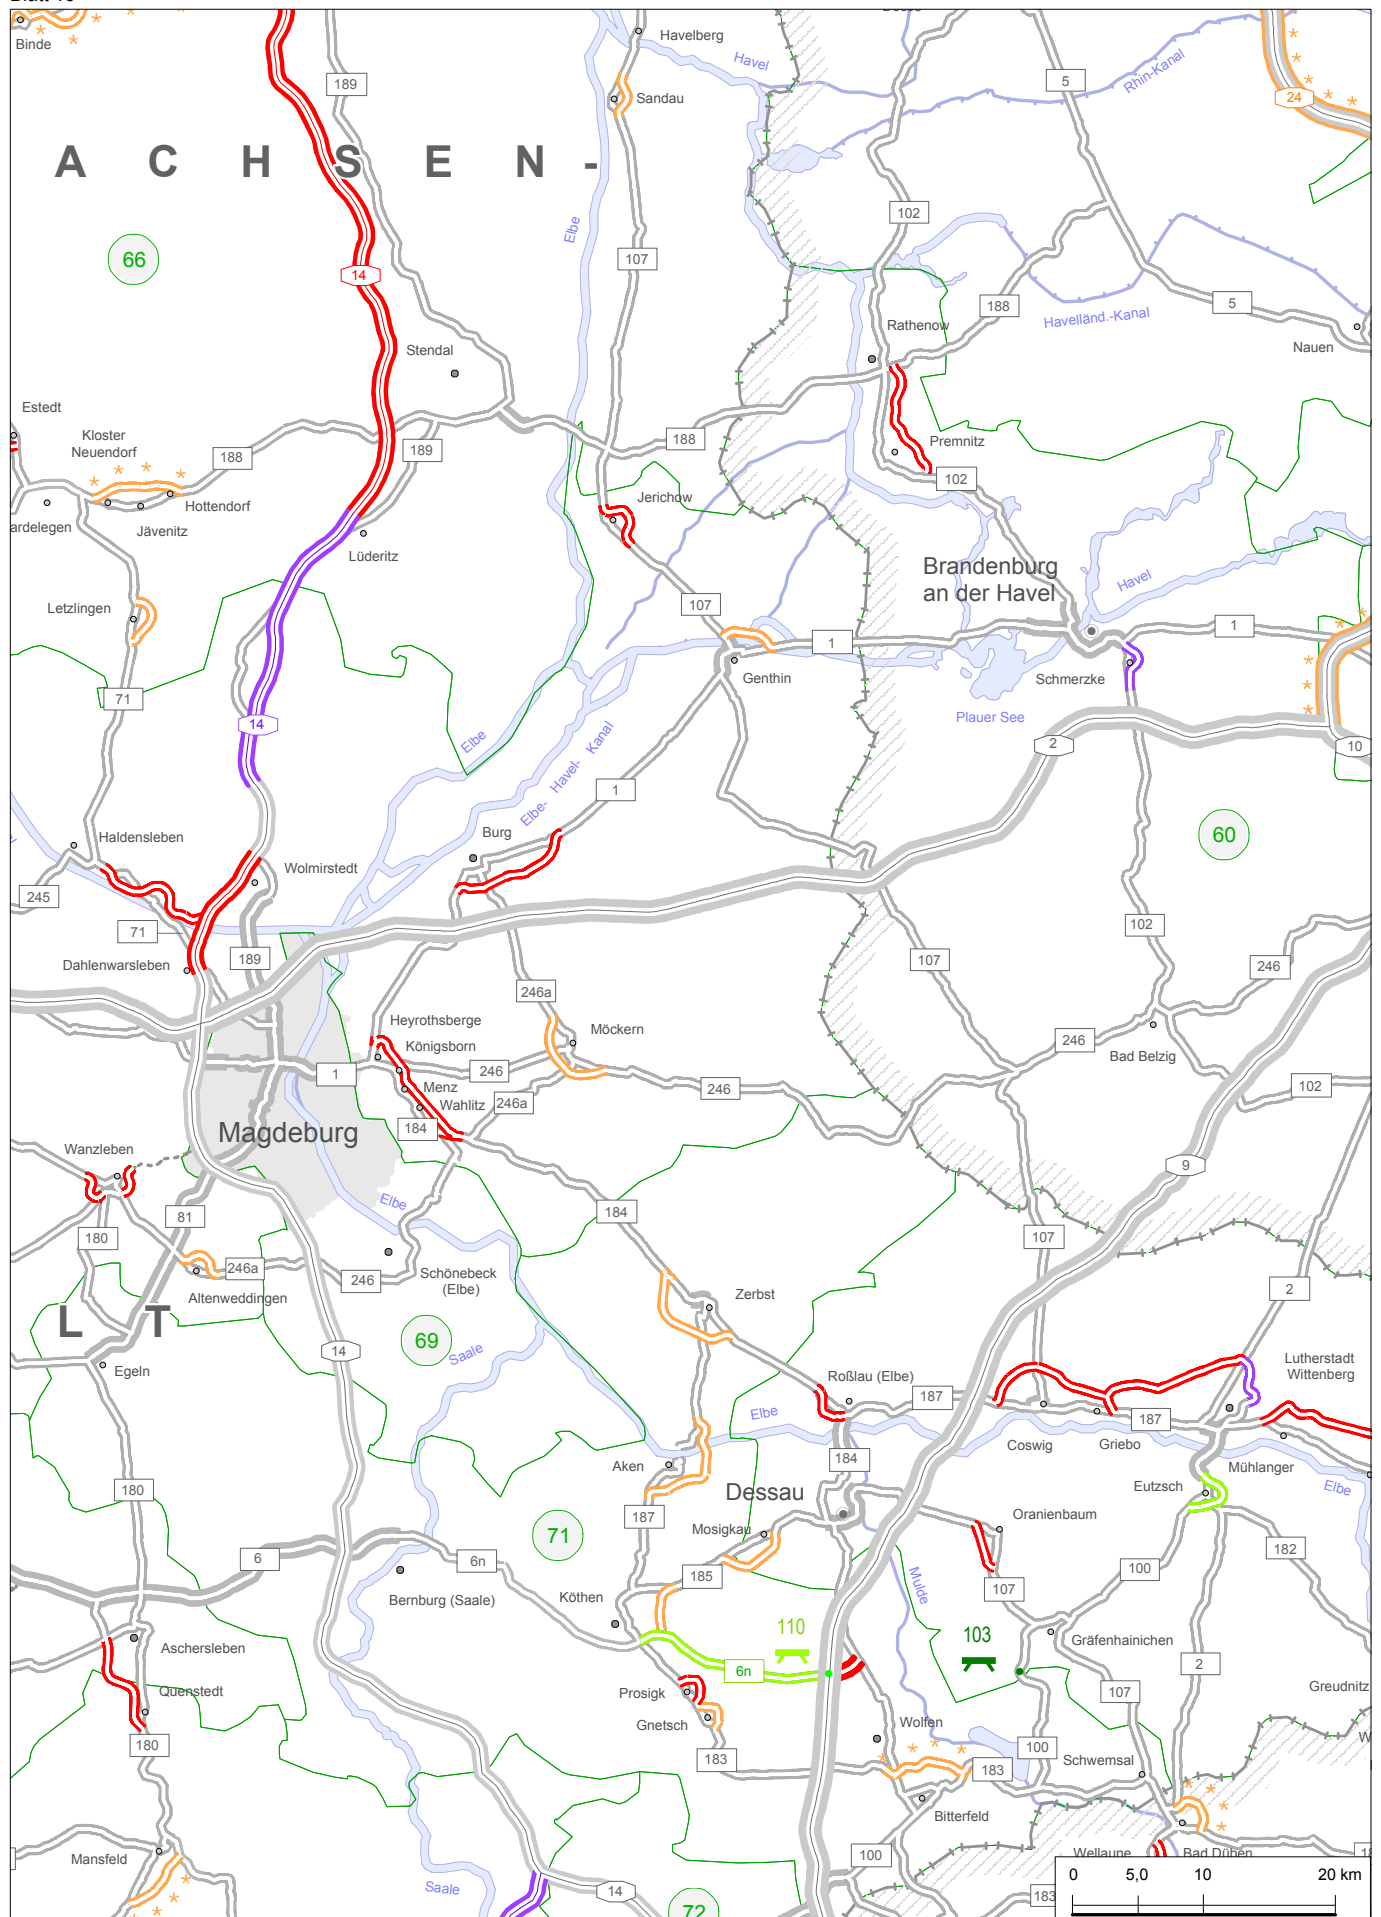 Binde
Havelberg
Havel
189
5
Rhin-Kanal
24
Sandau
ACHSEN-
Elbe
102
66
107
14
188
5
Havelländ.-Kanal
Rathenow
Nauen
Stendal
Estedt
Kloster
Neuendorf
188
189
188
Premnitz
102
Hottendorf
ardelegen
Jävenitz
Jerichow
Lüderitz
Brandenburg
an der Havel
Havel
Letzlingen
107
1
1
Genthin
Schmerzke
71
14
Plauer See
Elbe
2
10
Elbe- Havel- Kanal
1
Haldensleben
Burg
60
Wolmirstedt
245
71
102
189
107
Dahlenwarsleben
246
246a
Heyrothsberge
Königsborn
Möckern
246
Bad Belzig
1
246
Menz
246
102
Wahlitz
246a
184
Magdeburg
Wanzleben
9
Elbe
184
81
180
107
246a
246
Schönebeck
(Elbe)
Altenweddingen
2
Zerbst
L T
69
14
Saale
Egeln
Lutherstadt
Wittenberg
Roßlau (Elbe)
187
Elbe
187
Coswig
Griebo
184
Aken
Mühlanger
Eutzsch
Elbe
180
Dessau
187
Oranienbaum
71
Mosigkau
182
6
6n
100
185
Mulde
107
Bernburg (Saale)
Köthen
110
103
Gräfenhainichen
Aschersleben
6n
2
107
Quenstedt
Prosigk
Greudnitz
Gnetsch
Wolfen
W
180
183
100
183
Schwemsal
Bitterfeld
Mansfeld
100
Wellaune
Bad Düben
0 5,0 10 20 km
Saale
14
183
72